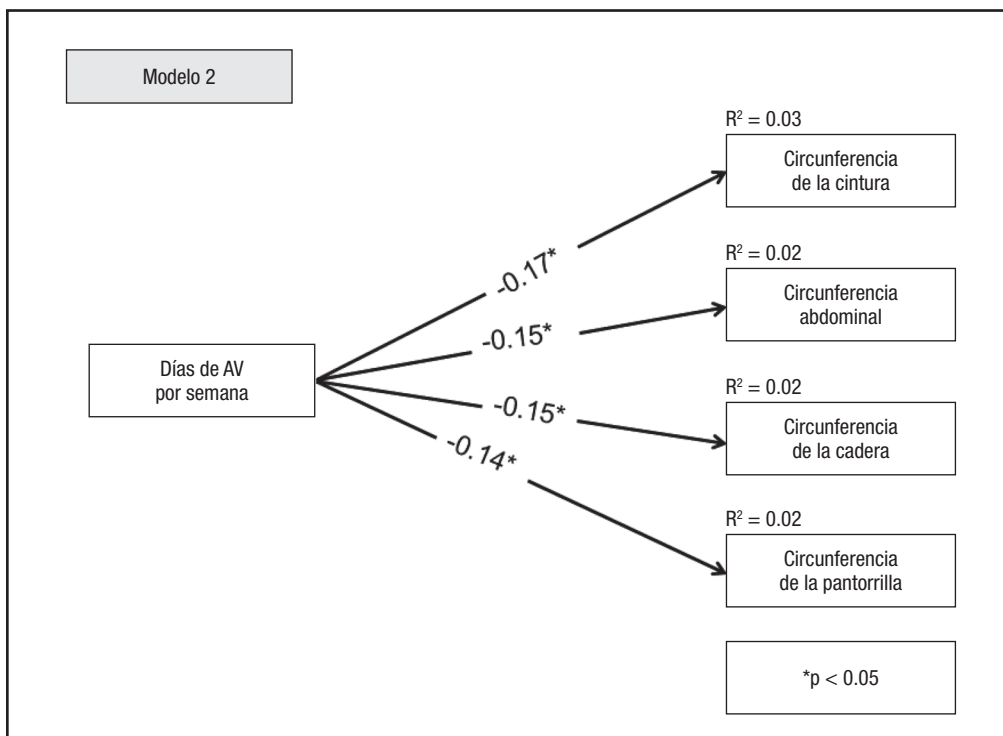 Modelo 2
R² = 0.03
Circunferencia
de la cintura
-0.17*
R² = 0.02
Circunferencia
abdominal
-0.15*
Días de AV
por semana
R² = 0.02
Circunferencia
de la cadera
-0.15*
-0.14*
R² = 0.02
Circunferencia
de la pantorrilla
*p < 0.05